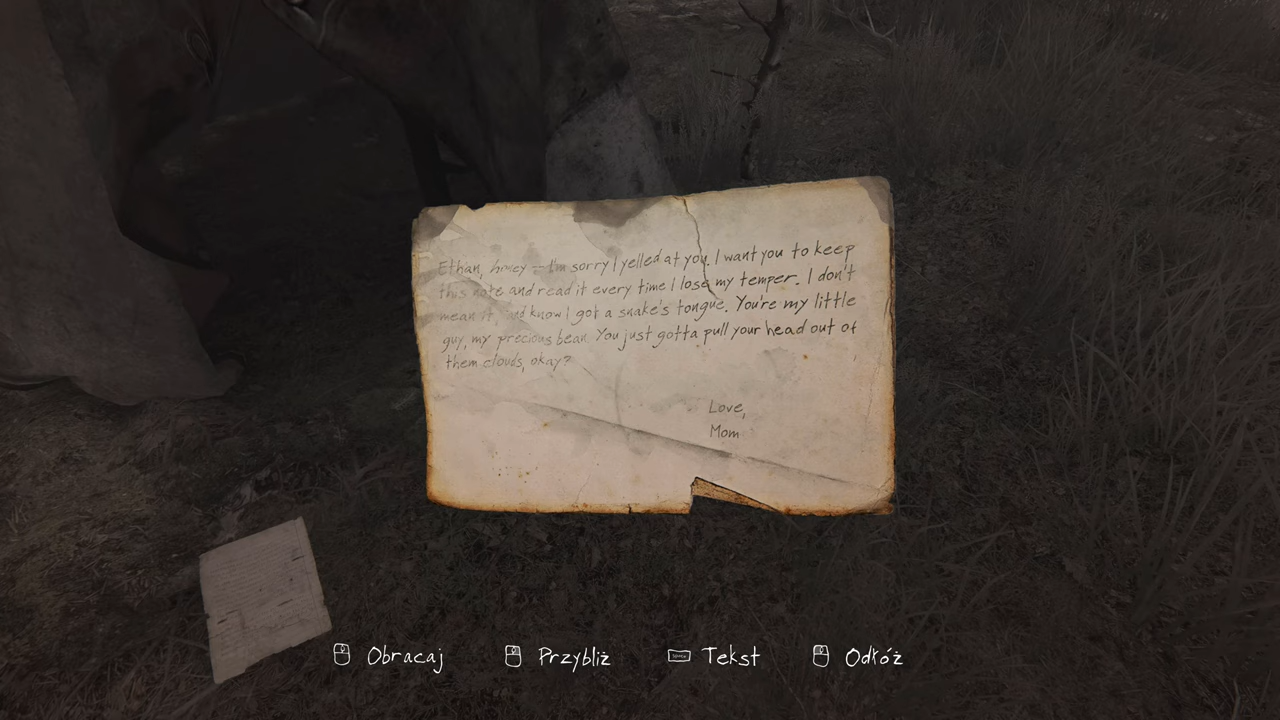 Ethan, honey — I'm sorry I yelled at you. I want you to keep
this note and read it every time I lose my temper. I don't
mean it, and know I got a snake's tongue. You're my little
guy, my precious bean. You just gotta pull your head out of
them clouds, okay?
Love,
Mom
Obracaj Przybliż Tekst Odłóż